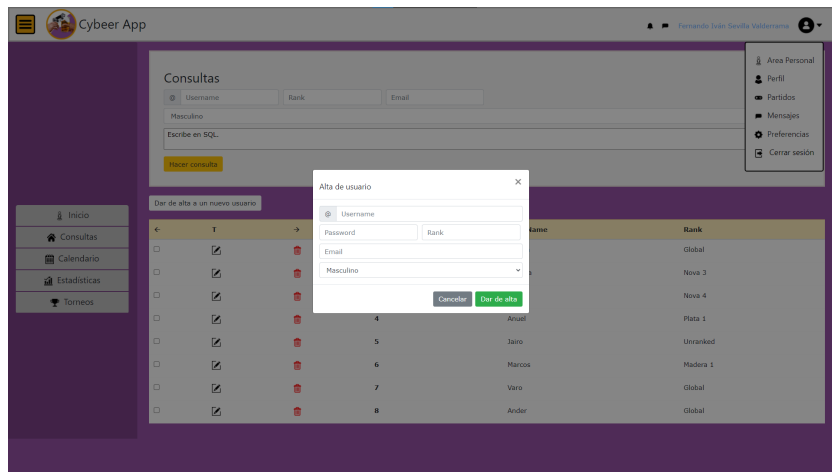 Cybeer App
Fernando Iván Sevilla Valderrama
Area Personal
Perfil
Partidos
Mensajes
Preferencias
Cerrar sesión
Inicio
Consultas
Calendario
Estadísticas
Torneos
Consultas
@ Username Rank Email
Masculino
Escribe en SQL.
Hacer consulta
Dar de alta a un nuevo usuario
Alta de usuario ×
@ Username
Password Rank
Email
Masculino
Cancelar Dar de alta
← T → Name Rank
Global
Nova 3
Nova 4
4 Anuel Plata 1
5 Jairo Unranked
6 Marcos Madera 1
7 Varo Global
8 Ander Global